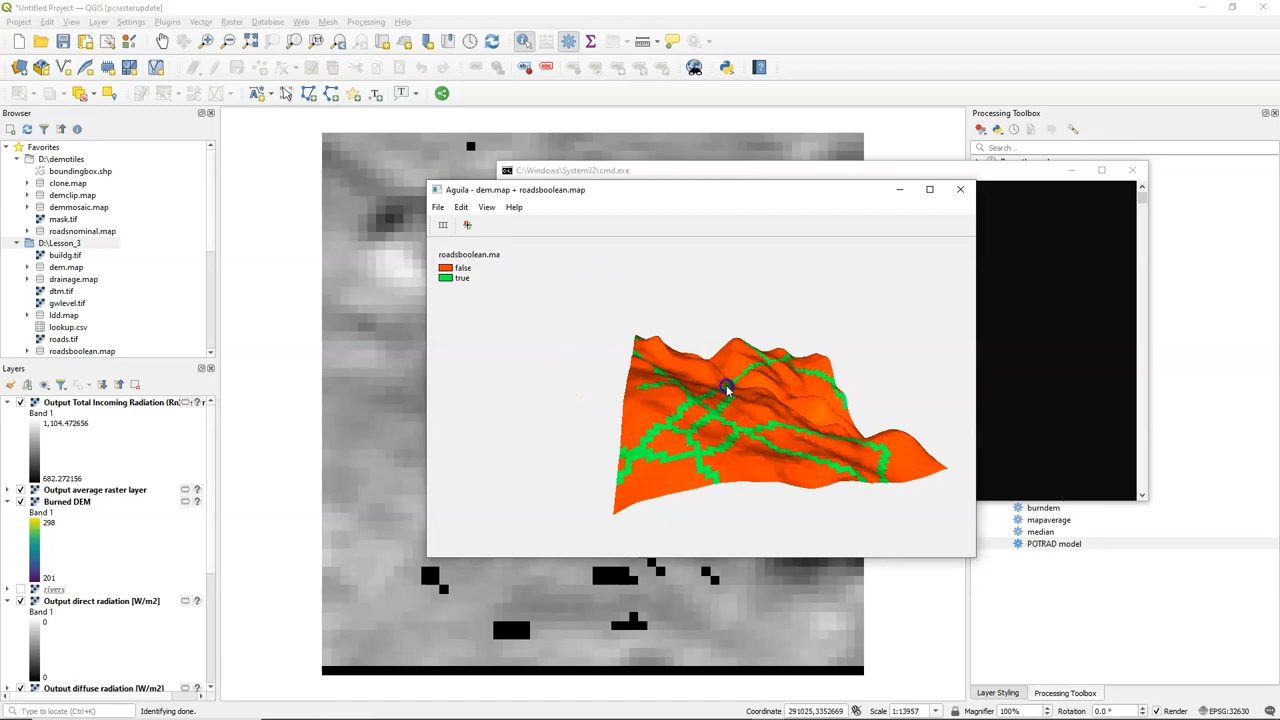 *Untitled Project — QGIS [pcrasterupdate]
Project Edit View Layer Settings Plugins Vector Raster Database Web Mesh Processing Help
Browser
Favorites
D:\demotiles
boundingbox.shp
clone.map
demclip.map
demmosaic.map
mask.tif
roadsnominal.map
D:\Lesson_3
buildg.tif
dem.map
drainage.map
dtm.tif
gwlevel.tif
ldd.map
lookup.csv
roads.tif
roadsboolean.map
Layers
Output Total Incoming Radiation (Rn
Band 1
1,104.472656
682.272156
Output average raster layer
Burned DEM
Band 1
298
201
rivers
Output direct radiation [W/m2]
Band 1
0
0
Output diffuse radiation [W/m2]
C:\Windows\System32\cmd.exe
Aguila - dem.map + roadsboolean.map
File Edit View Help
roadsboolean.ma
false
true
Processing Toolbox
Search...
burndem
mapaverage
median
POTRAD model
Layer Styling Processing Toolbox
Type to locate (Ctrl+K) Identifying done. Coordinate 291025,3352669 Scale 1:13957 Magnifier 100% Rotation 0.0 ° Render EPSG:32630